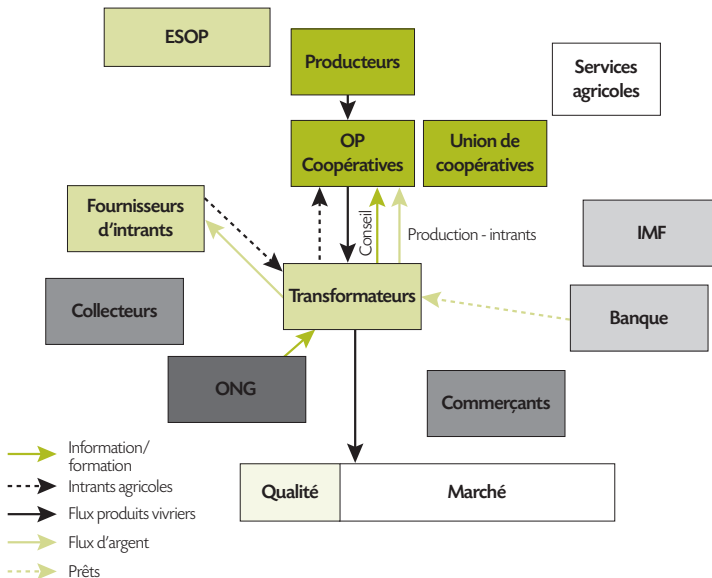 ESOP
Producteurs
Services
agricoles
OP
Coopératives
Union de
coopératives
Fournisseurs
d'intrants
Conseil
Production - intrants
IMF
Transformateurs
Collecteurs
Banque
ONG
Commerçants
Information/
formation
Intrants agricoles
Flux produits vivriers
Flux d'argent
Prêts
Qualité
Marché